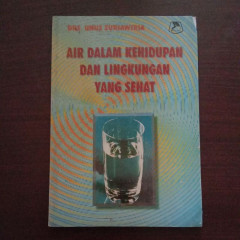 AIR DALAM KEHIDUPAN
DAN LINGKUNGAN
YANG SEHAT